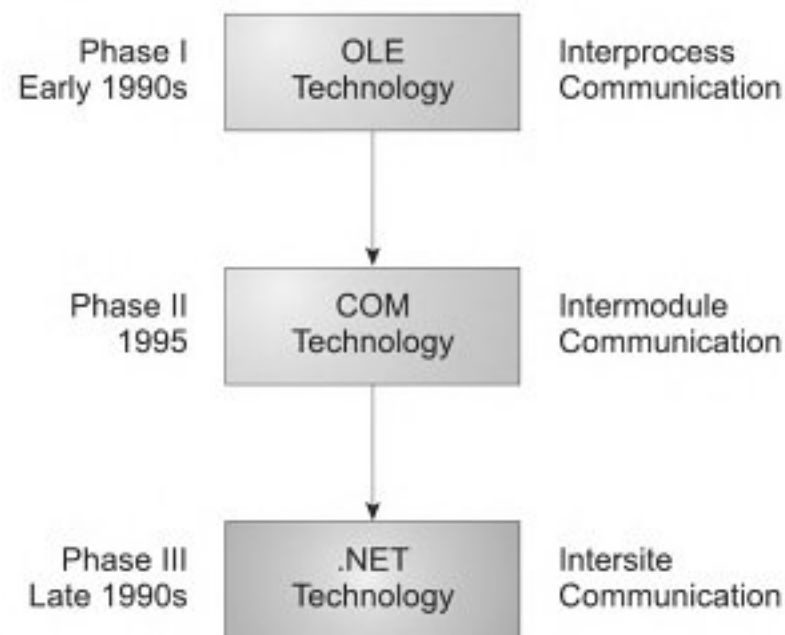 Phase I
Early 1990s
OLE
Technology
Interprocess
Communication
Phase II
1995
COM
Technology
Intermodule
Communication
Phase III
Late 1990s
.NET
Technology
Intersite
Communication